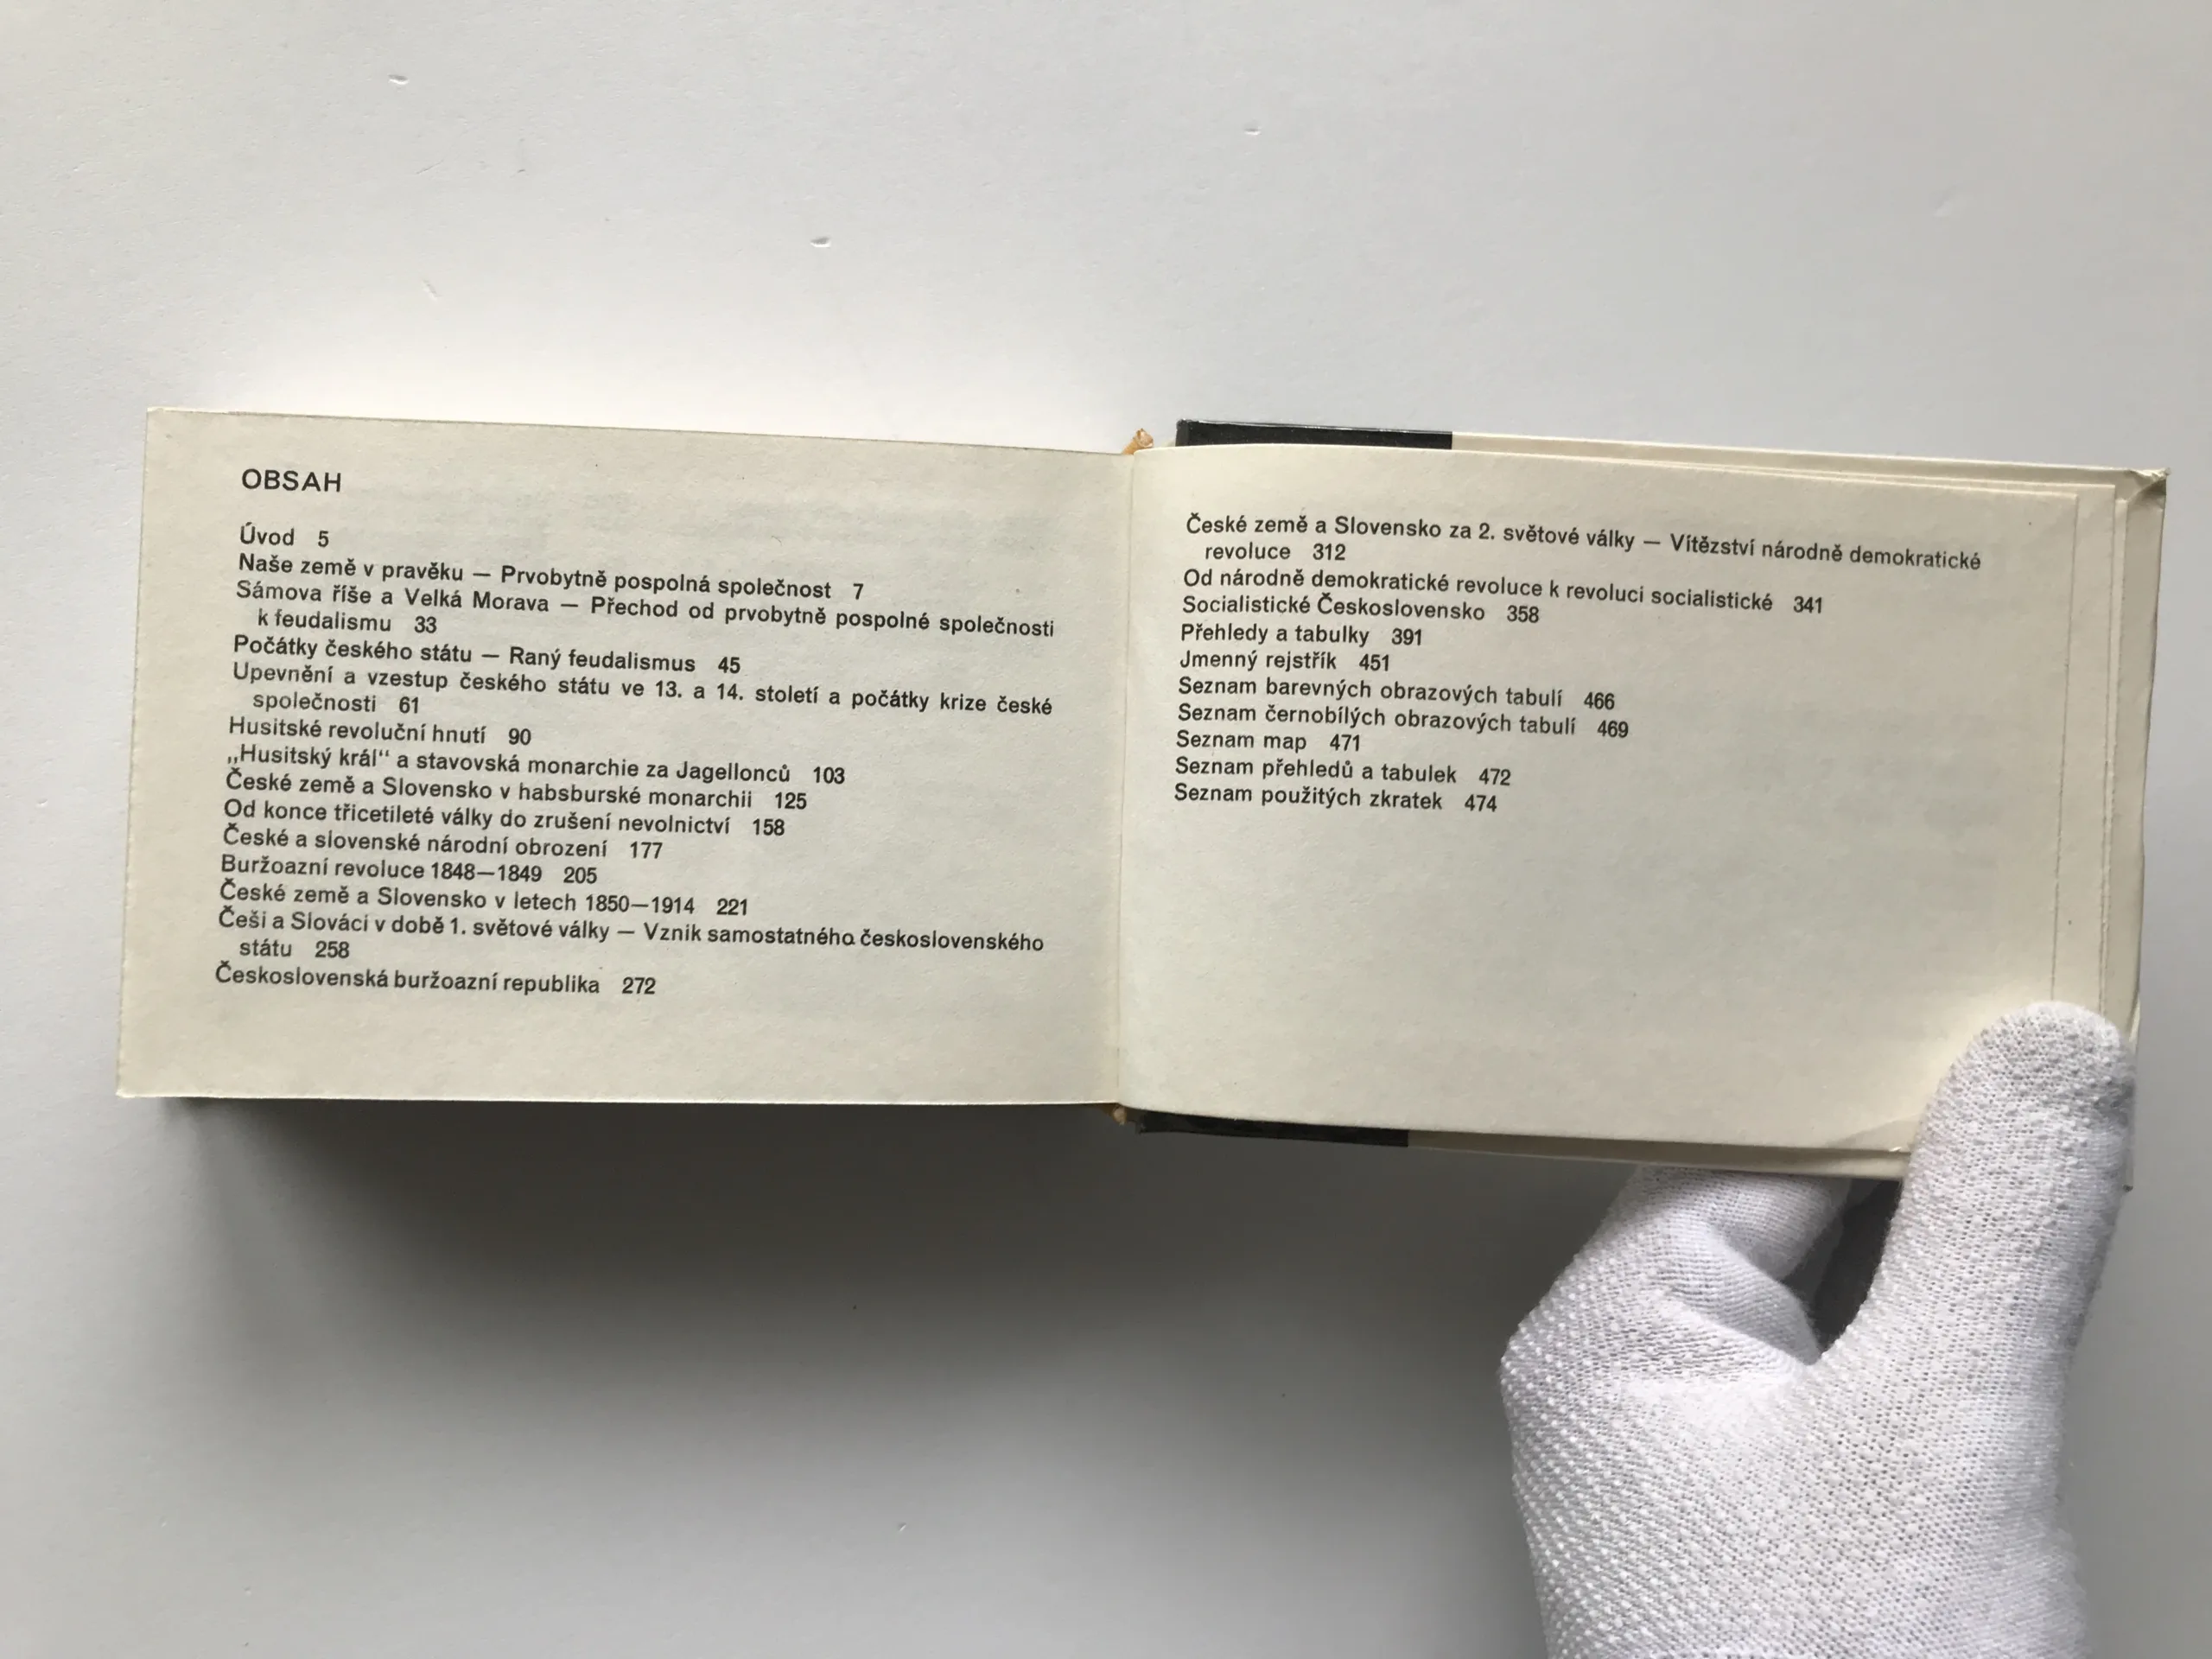 OBSAH
Úvod 5
Naše země v pravěku — Prvobytně pospolná společnost 7
Sámova říše a Velká Morava — Přechod od prvobytně pospolné společnosti
k feudalismu 33
Počátky českého státu — Raný feudalismus 45
Upevnění a vzestup českého státu ve 13. a 14. století a počátky krize české
společnosti 61
Husitské revoluční hnutí 90
„Husitský král“ a stavovská monarchie za Jagellonců 103
České země a Slovensko v habsburské monarchii 125
Od konce třicetileté války do zrušení nevolnictví 158
České a slovenské národní obrození 177
Buržoazní revoluce 1848—1849 205
České země a Slovensko v letech 1850—1914 221
Češi a Slováci v době 1. světové války — Vznik samostatného československého
státu 258
Československá buržoazní republika 272
České země a Slovensko za 2. světové války — Vítězství národně demokratické
revoluce 312
Od národně demokratické revoluce k revoluci socialistické 341
Socialistické Československo 358
Přehledy a tabulky 391
Jmenný rejstřík 451
Seznam barevných obrazových tabulí 466
Seznam černobílých obrazových tabulí 469
Seznam map 471
Seznam přehledů a tabulek 472
Seznam použitých zkratek 474